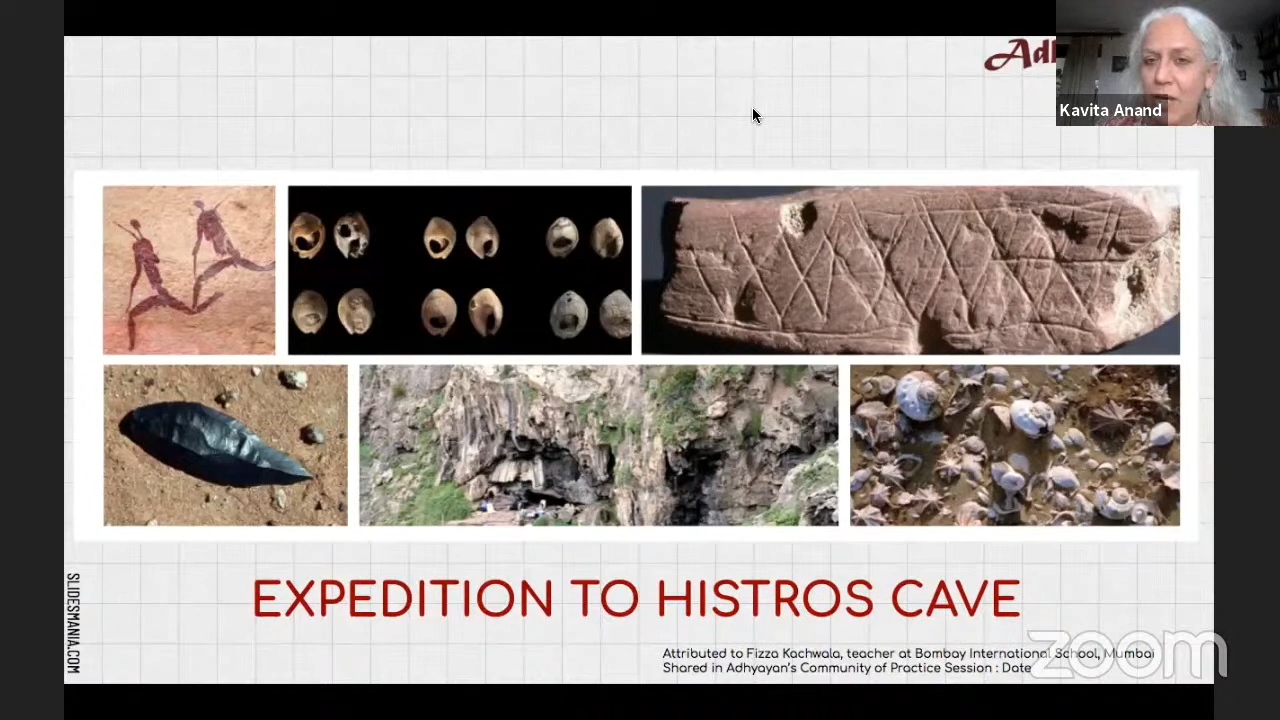 Kavita Anand
EXPEDITION TO HISTROS CAVE
Attributed to Fizza Kachwala, teacher at Bombay International School, Mumbai
Shared in Adhyayan's Community of Practice Session : Date
zoom
SLIDESMANIA.COM